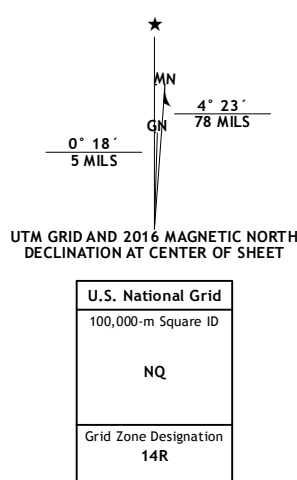 ★
MN
GN
4° 23´
78 MILS
0° 18´
5 MILS
UTM GRID AND 2016 MAGNETIC NORTH
DECLINATION AT CENTER OF SHEET
U.S. National Grid
100,000-m Square ID
NQ
Grid Zone Designation
14R